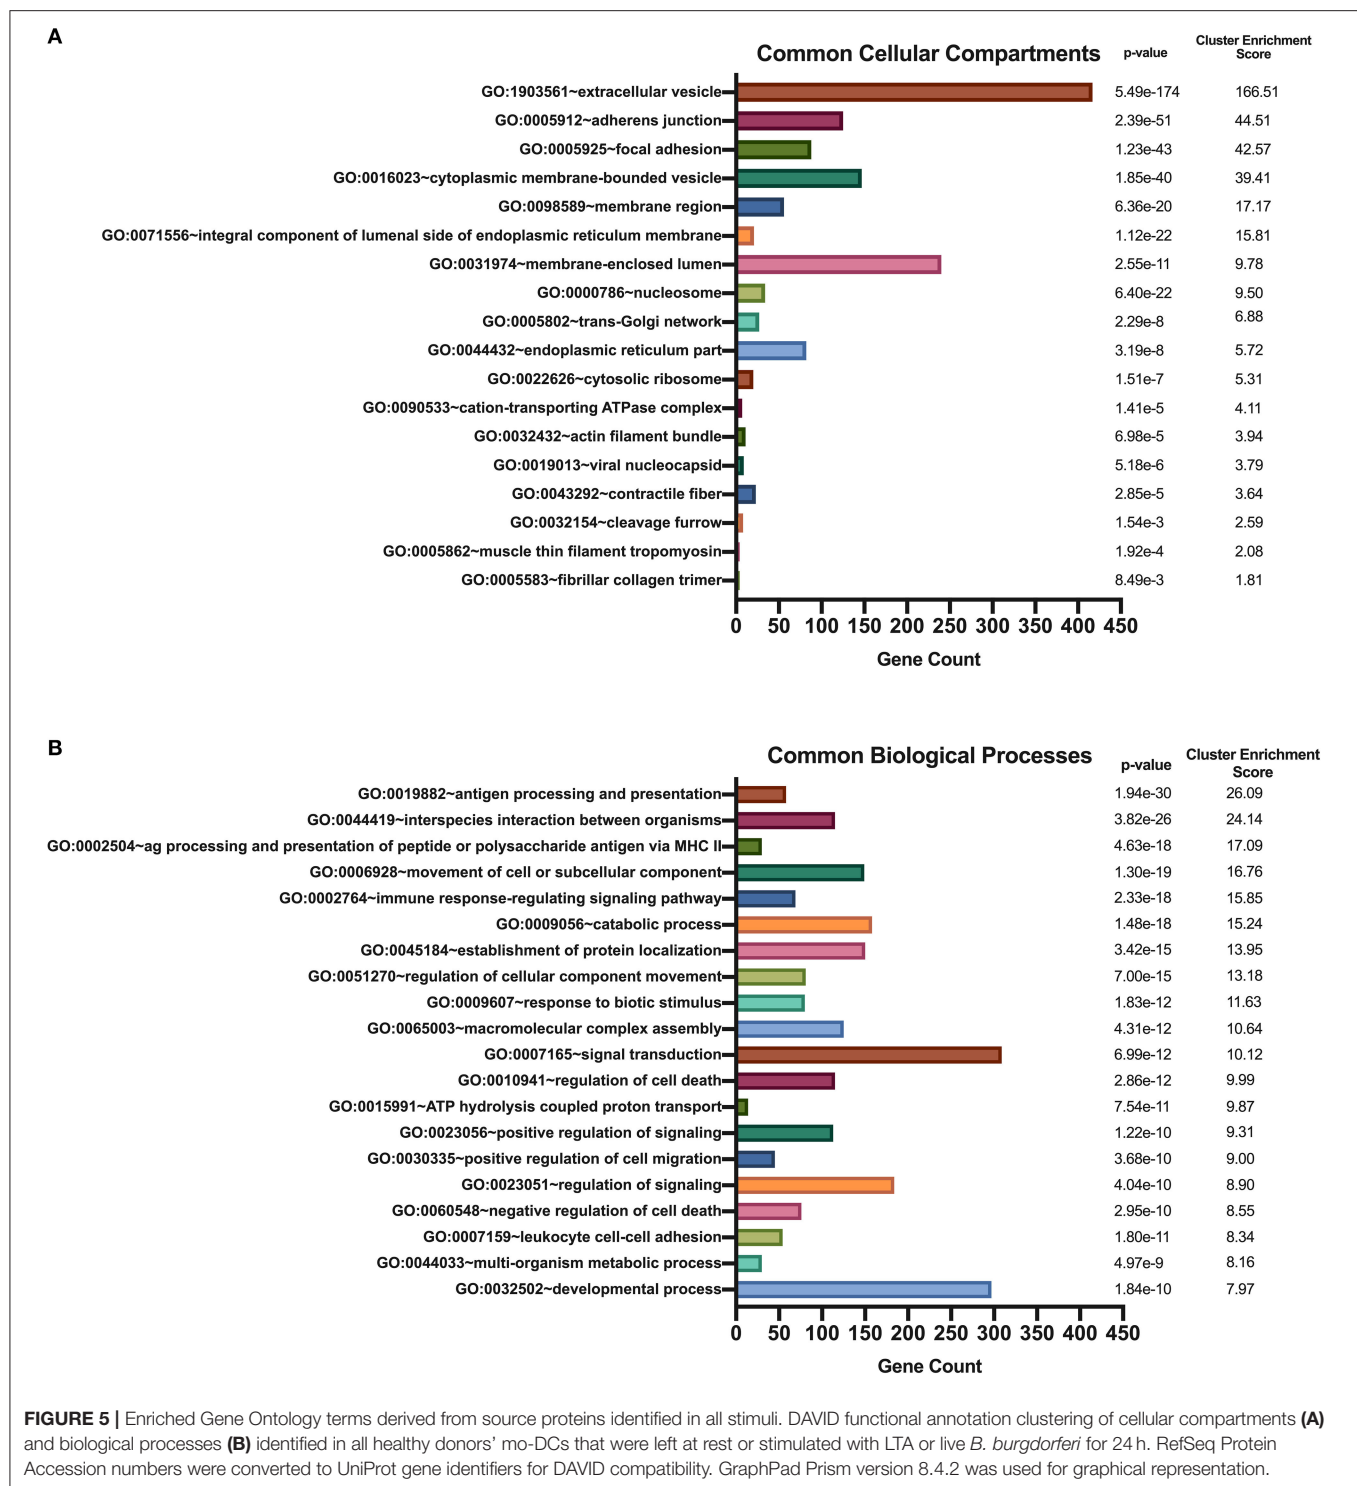 A
Common Cellular Compartments p-value Cluster Enrichment Score
GO:1903561~extracellular vesicle 5.49e-174 166.51
GO:0005912~adherens junction 2.39e-51 44.51
GO:0005925~focal adhesion 1.23e-43 42.57
GO:0016023~cytoplasmic membrane-bounded vesicle 1.85e-40 39.41
GO:0098589~membrane region 6.36e-20 17.17
GO:0071556~integral component of lumenal side of endoplasmic reticulum membrane 1.12e-22 15.81
GO:0031974~membrane-enclosed lumen 2.55e-11 9.78
GO:0000786~nucleosome 6.40e-22 9.50
GO:0005802~trans-Golgi network 2.29e-8 6.88
GO:0044432~endoplasmic reticulum part 3.19e-8 5.72
GO:0022626~cytosolic ribosome 1.51e-7 5.31
GO:0090533~cation-transporting ATPase complex 1.41e-5 4.11
GO:0032432~actin filament bundle 6.98e-5 3.94
GO:0019013~viral nucleocapsid 5.18e-6 3.79
GO:0043292~contractile fiber 2.85e-5 3.64
GO:0032154~cleavage furrow 1.54e-3 2.59
GO:0005862~muscle thin filament tropomyosin 1.92e-4 2.08
GO:0005583~fibrillar collagen trimer 8.49e-3 1.81
0 50 100 150 200 250 300 350 400 450
Gene Count
B
Common Biological Processes p-value Cluster Enrichment Score
GO:0019882~antigen processing and presentation 1.94e-30 26.09
GO:0044419~interspecies interaction between organisms 3.82e-26 24.14
GO:0002504~ag processing and presentation of peptide or polysaccharide antigen via MHC II 4.63e-18 17.09
GO:0006928~movement of cell or subcellular component 1.30e-19 16.76
GO:0002764~immune response-regulating signaling pathway 2.33e-18 15.85
GO:0009056~catabolic process 1.48e-18 15.24
GO:0045184~establishment of protein localization 3.42e-15 13.95
GO:0051270~regulation of cellular component movement 7.00e-15 13.18
GO:0009607~response to biotic stimulus 1.83e-12 11.63
GO:0065003~macromolecular complex assembly 4.31e-12 10.64
GO:0007165~signal transduction 6.99e-12 10.12
GO:0010941~regulation of cell death 2.86e-12 9.99
GO:0015991~ATP hydrolysis coupled proton transport 7.54e-11 9.87
GO:0023056~positive regulation of signaling 1.22e-10 9.31
GO:0030335~positive regulation of cell migration 3.68e-10 9.00
GO:0023051~regulation of signaling 4.04e-10 8.90
GO:0060548~negative regulation of cell death 2.95e-10 8.55
GO:0007159~leukocyte cell-cell adhesion 1.80e-11 8.34
GO:0044033~multi-organism metabolic process 4.97e-9 8.16
GO:0032502~developmental process 1.84e-10 7.97
0 50 100 150 200 250 300 350 400 450
Gene Count
FIGURE 5 | Enriched Gene Ontology terms derived from source proteins identified in all stimuli. DAVID functional annotation clustering of cellular compartments (A)
and biological processes (B) identified in all healthy donors' mo-DCs that were left at rest or stimulated with LTA or live B. burgdorferi for 24 h. RefSeq Protein
Accession numbers were converted to UniProt gene identifiers for DAVID compatibility. GraphPad Prism version 8.4.2 was used for graphical representation.